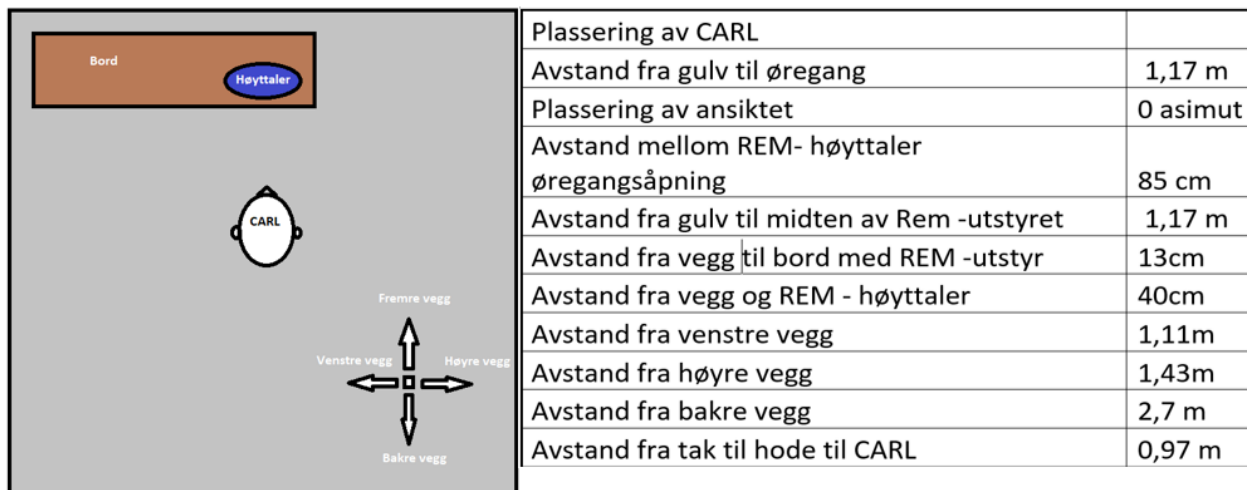 Bord
Høyttaler
CARL
Fremre vegg
Venstre vegg
Høyre vegg
Bakre vegg
Plassering av CARL
Avstand fra gulv til øregang 1,17 m
Plassering av ansiktet 0 asimut
Avstand mellom REM- høyttaler
øregangsåpning 85 cm
Avstand fra gulv til midten av Rem -utstyret 1,17 m
Avstand fra vegg til bord med REM -utstyr 13cm
Avstand fra vegg og REM - høyttaler 40cm
Avstand fra venstre vegg 1,11m
Avstand fra høyre vegg 1,43m
Avstand fra bakre vegg 2,7 m
Avstand fra tak til hode til CARL 0,97 m